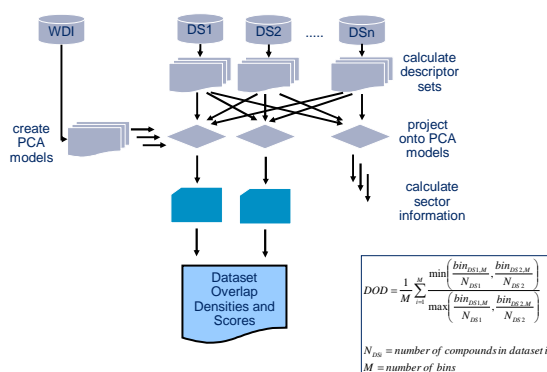 WDI
DS1
DS2
.....
DSn
calculate
descriptor
sets
create
PCA
models
project
onto PCA
models
calculate
sector
information
Dataset
Overlap
Densities and
Scores
DOD = 1/M ∑_{i=1}^{M} min(bin_{DS1,M}/N_{DS1}, bin_{DS2,M}/N_{DS2}) / max(bin_{DS1,M}/N_{DS1}, bin_{DS2,M}/N_{DS2})
N_{DSi} = number of compounds in dataset i
M = number of bins